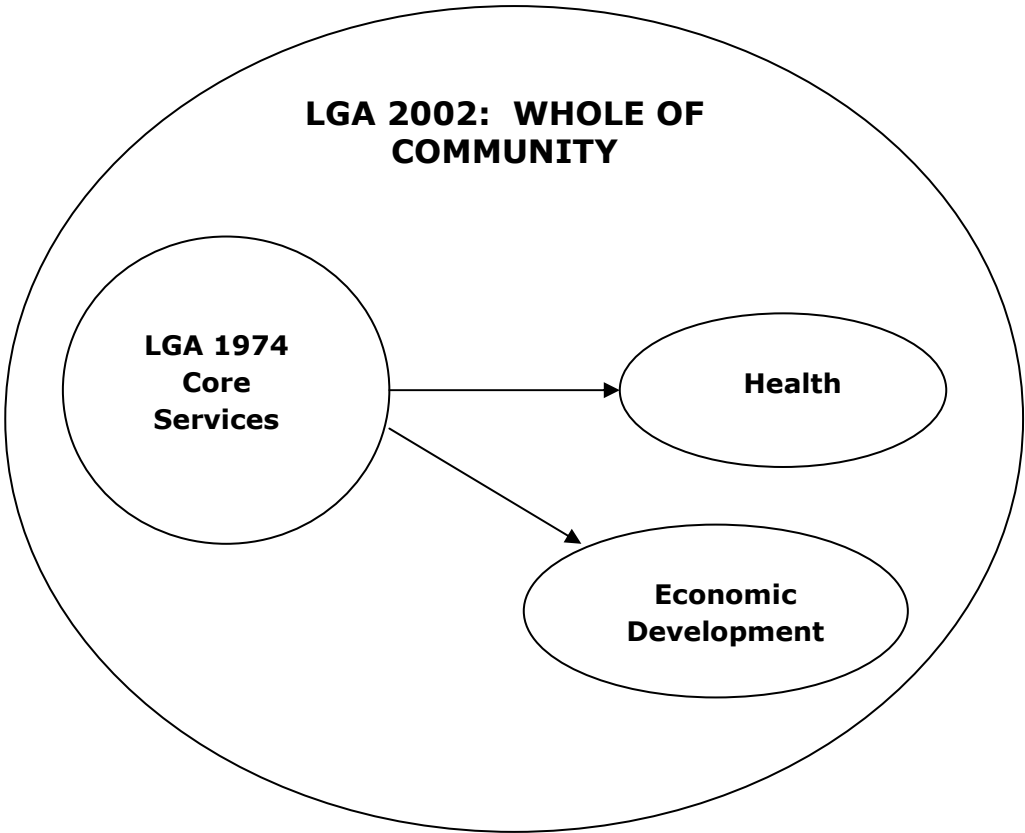 LGA 2002:  WHOLE OF
COMMUNITY
LGA 1974
Core
Services
Health
Economic
Development